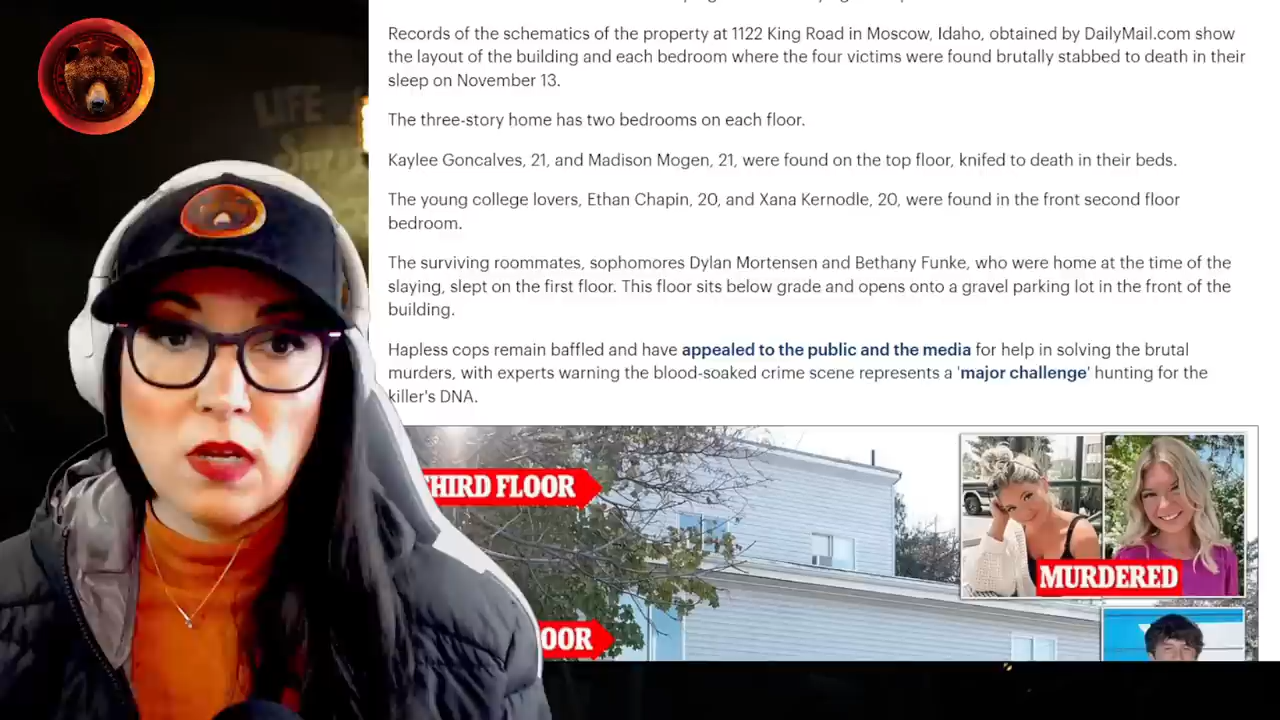 Records of the schematics of the property at 1122 King Road in Moscow, Idaho, obtained by DailyMail.com show
the layout of the building and each bedroom where the four victims were found brutally stabbed to death in their
sleep on November 13.
The three-story home has two bedrooms on each floor.
Kaylee Goncalves, 21, and Madison Mogen, 21, were found on the top floor, knifed to death in their beds.
The young college lovers, Ethan Chapin, 20, and Xana Kernodle, 20, were found in the front second floor
bedroom.
The surviving roommates, sophomores Dylan Mortensen and Bethany Funke, who were home at the time of the
slaying, slept on the first floor. This floor sits below grade and opens onto a gravel parking lot in the front of the
building.
Hapless cops remain baffled and have appealed to the public and the media for help in solving the brutal
murders, with experts warning the blood-soaked crime scene represents a 'major challenge' hunting for the
killer's DNA.
LIFE
HIRD FLOOR
MURDERED
OOR